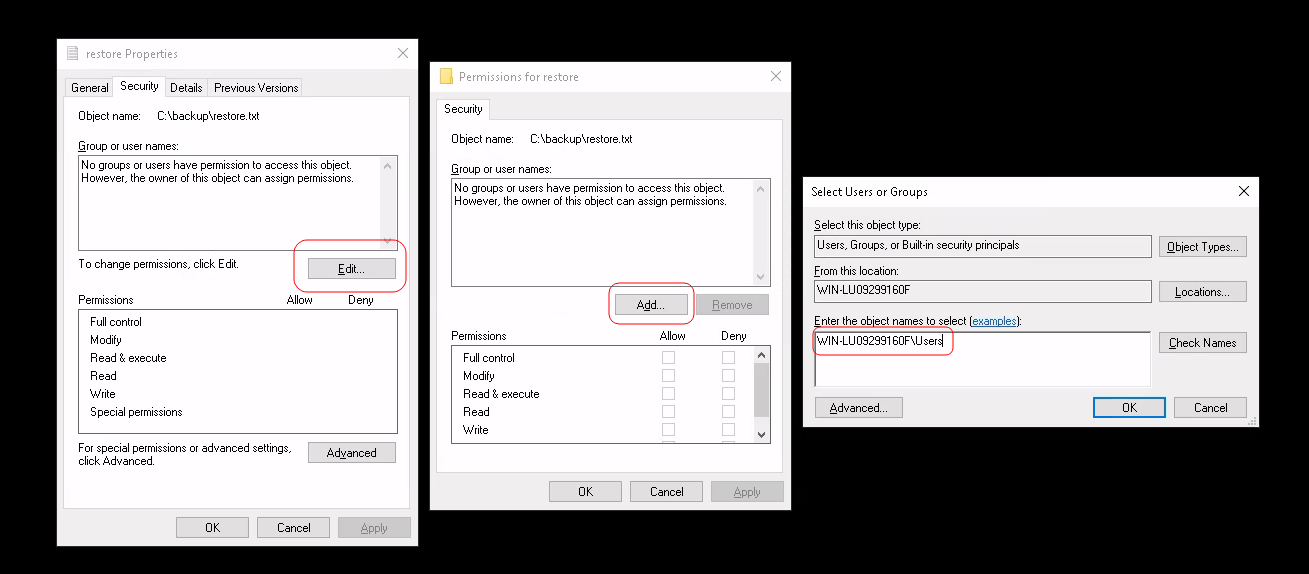 restore Properties
General Security Details Previous Versions
Object name: C:\backup\restore.txt
Group or user names:
No groups or users have permission to access this object.
However, the owner of this object can assign permissions.
To change permissions, click Edit.
Edit...
Permissions Allow Deny
Full control
Modify
Read & execute
Read
Write
Special permissions
For special permissions or advanced settings,
click Advanced.
Advanced
OK Cancel Apply
Permissions for restore
Security
Object name: C:\backup\restore.txt
Group or user names:
No groups or users have permission to access this object.
However, the owner of this object can assign permissions.
Add... Remove
Permissions Allow Deny
Full control
Modify
Read & execute
Read
Write
OK Cancel Apply
Select Users or Groups
Select this object type:
Users, Groups, or Built-in security principals
Object Types...
From this location:
WIN-LU09299160F
Locations...
Enter the object names to select (examples):
WIN-LU09299160F\Users
Check Names
Advanced...
OK Cancel